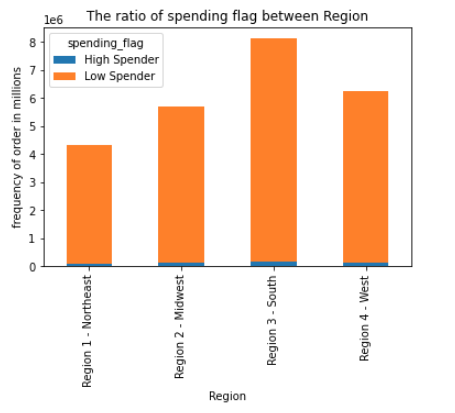 The ratio of spending flag between Region
1e6
spending_flag
High Spender
Low Spender
8
7
6
5
4
3
2
1
0
frequency of order in millions
Region 1 - Northeast
Region 2 - Midwest
Region 3 - South
Region 4 - West
Region